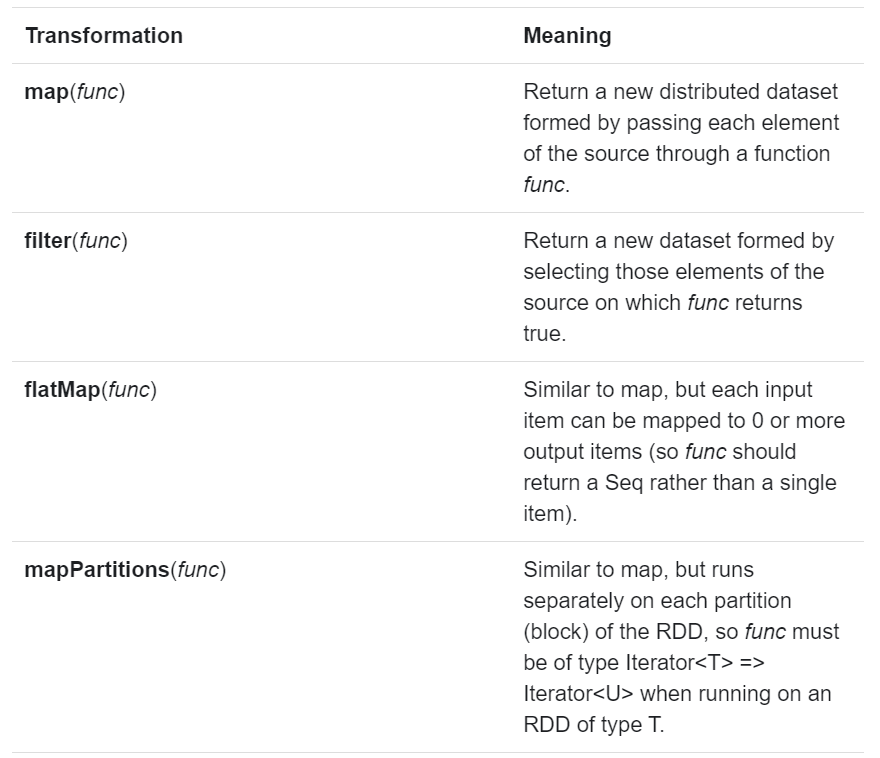 Transformation Meaning
map(func) Return a new distributed dataset
formed by passing each element
of the source through a function
func.
filter(func) Return a new dataset formed by
selecting those elements of the
source on which func returns
true.
flatMap(func) Similar to map, but each input
item can be mapped to 0 or more
output items (so func should
return a Seq rather than a single
item).
mapPartitions(func) Similar to map, but runs
separately on each partition
(block) of the RDD, so func must
be of type Iterator<T> =>
Iterator<U> when running on an
RDD of type T.